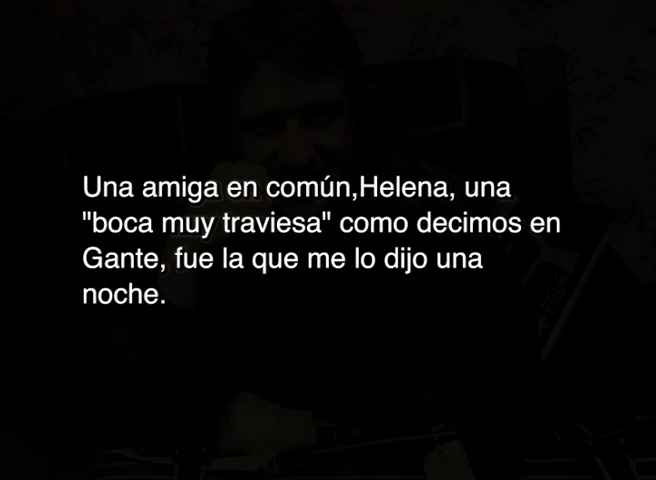 Una amiga en común,Helena, una
"boca muy traviesa" como decimos en
Gante, fue la que me lo dijo una
noche.